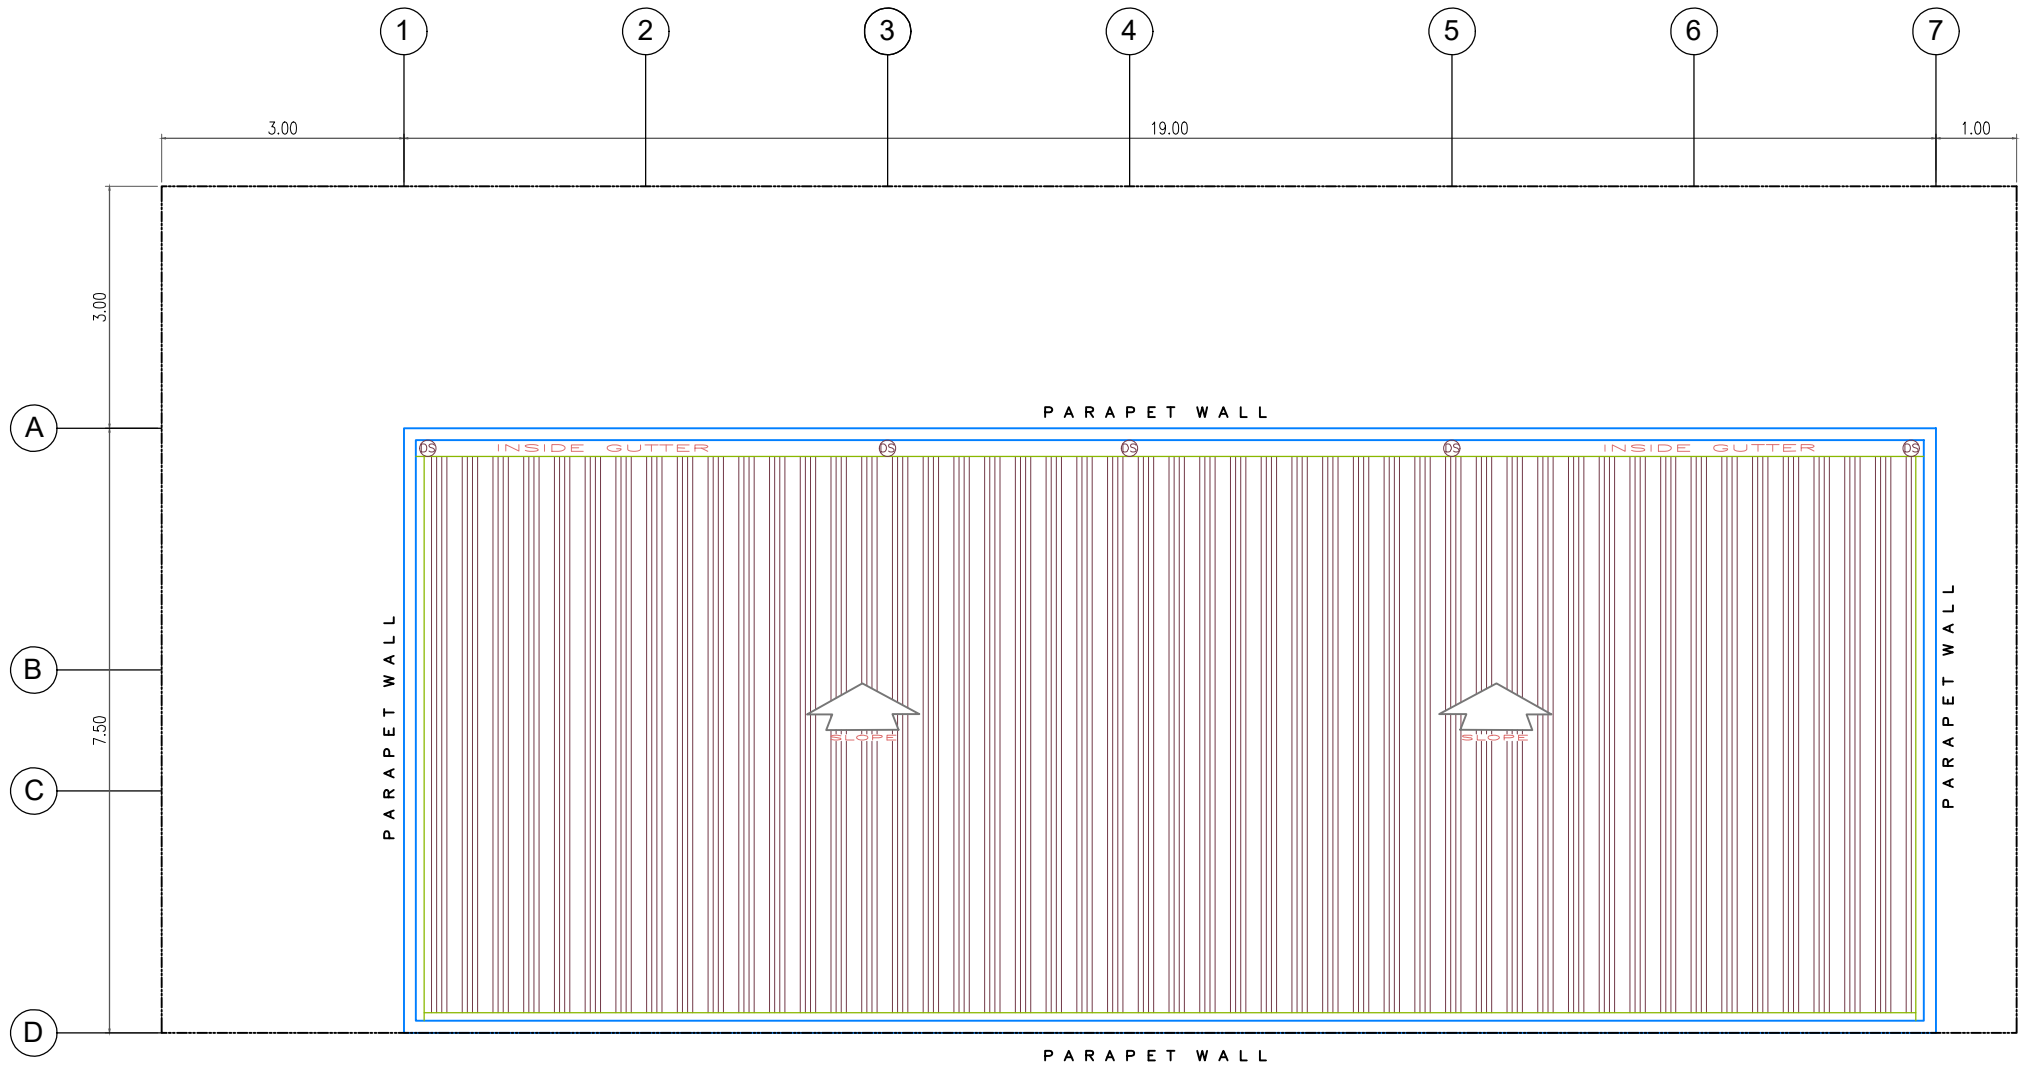 1 2 3 4 5 6 7
3.00 19.00 1.00
3.00
A
PARAPET WALL
DS INSIDE GUTTER DS DS DS INSIDE GUTTER DS
PARAPET WALL
PARAPET WALL
B
7.50
SLOPE SLOPE
C
D
PARAPET WALL